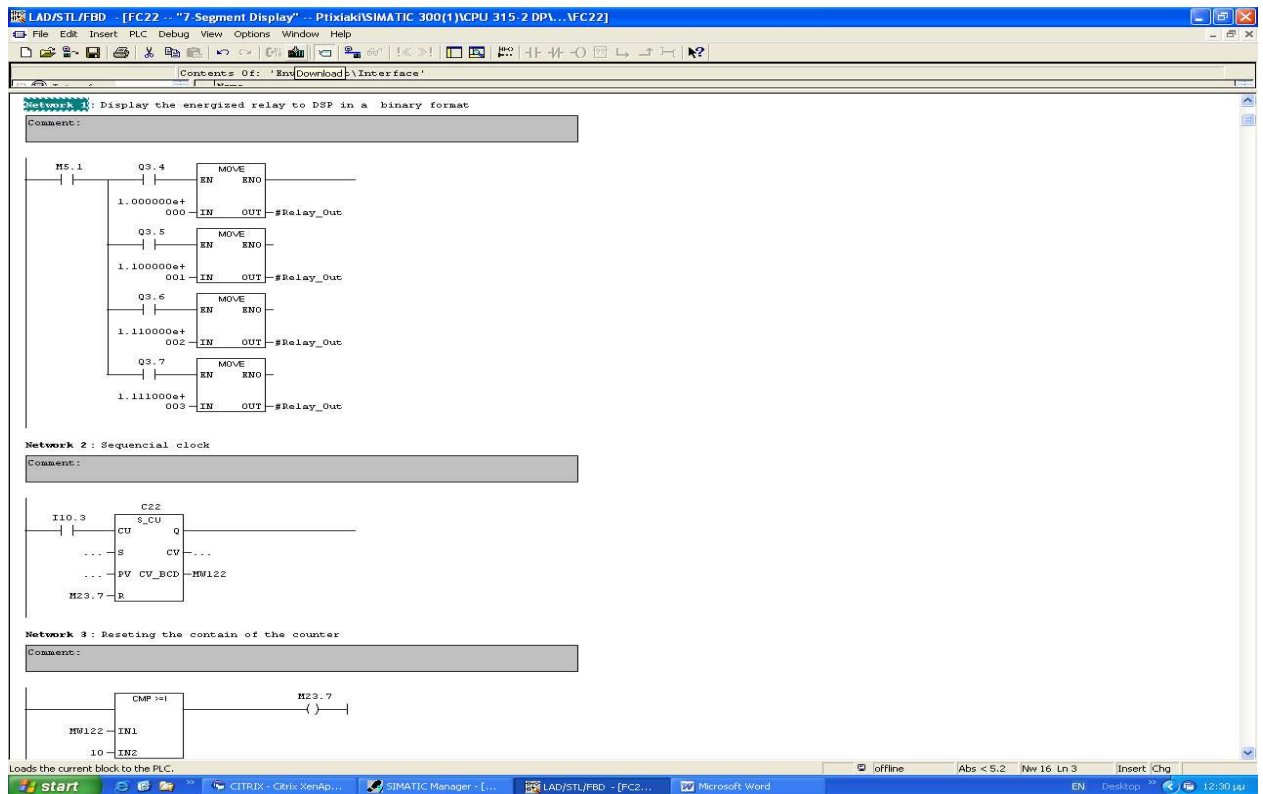 LAD/STL/FBD - [FC22 -- "7-Segment Display" -- Ptixiaki\SIMATIC 300(1)\CPU 315-2 DP\...\FC22]
File Edit Insert PLC Debug View Options Window Help
Contents Of: 'Env Download \Interface'
Name
Network 1: Display the energized relay to DSP in a binary format
Comment:
M5.1 Q3.4 MOVE
EN ENO
1.000000e+
000 IN OUT #Relay_Out
Q3.5 MOVE
EN ENO
1.100000e+
001 IN OUT #Relay_Out
Q3.6 MOVE
EN ENO
1.110000e+
002 IN OUT #Relay_Out
Q3.7 MOVE
EN ENO
1.111000e+
003 IN OUT #Relay_Out
Network 2 : Sequencial clock
Comment:
C22
I10.3 S_CU
CU Q
... S CV ...
... PV CV_BCD MW122
M23.7 R
Network 3 : Reseting the contain of the counter
Comment:
CMP >=I M23.7
MW122 IN1
10 IN2
Loads the current block to the PLC. offline Abs < 5.2 Nw 16 Ln 3 Insert Chg
start CITRIX - Citrix XenAp... SIMATIC Manager - [... LAD/STL/FBD - [FC2... Microsoft Word EN Desktop 12:30 μμ